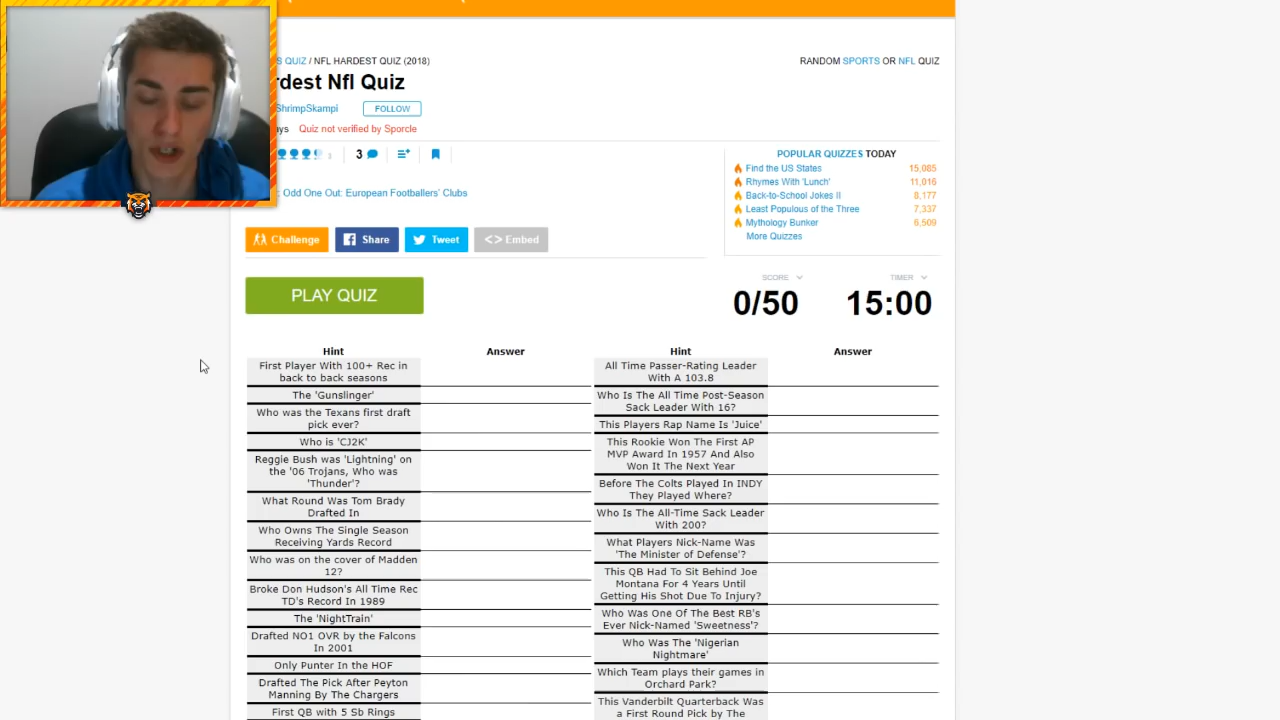 S QUIZ / NFL HARDEST QUIZ (2018)
RANDOM SPORTS OR NFL QUIZ
rdest Nfl Quiz
ShrimpSkampi
FOLLOW
ys Quiz not verified by Sporcle
3
POPULAR QUIZZES TODAY
Find the US States 15,085
Rhymes With 'Lunch' 11,016
Back-to-School Jokes II 8,177
Least Populous of the Three 7,337
Mythology Bunker 6,509
More Quizzes
: Odd One Out: European Footballers' Clubs
Challenge
Share
Tweet
<> Embed
PLAY QUIZ
SCORE
TIMER
0/50
15:00
Hint
Answer
First Player With 100+ Rec in
back to back seasons
The 'Gunslinger'
Who was the Texans first draft
pick ever?
Who is 'CJ2K'
Reggie Bush was 'Lightning' on
the '06 Trojans, Who was
'Thunder'?
What Round Was Tom Brady
Drafted In
Who Owns The Single Season
Receiving Yards Record
Who was on the cover of Madden
12?
Broke Don Hudson's All Time Rec
TD's Record In 1989
The 'NightTrain'
Drafted NO1 OVR by the Falcons
In 2001
Only Punter In the HOF
Drafted The Pick After Peyton
Manning By The Chargers
First QB with 5 Sb Rings
Hint
Answer
All Time Passer-Rating Leader
With A 103.8
Who Is The All Time Post-Season
Sack Leader With 16?
This Players Rap Name Is 'Juice'
This Rookie Won The First AP
MVP Award In 1957 And Also
Won It The Next Year
Before The Colts Played In INDY
They Played Where?
Who Is The All-Time Sack Leader
With 200?
What Players Nick-Name Was
'The Minister of Defense'?
This QB Had To Sit Behind Joe
Montana For 4 Years Until
Getting His Shot Due To Injury?
Who Was One Of The Best RB's
Ever Nick-Named 'Sweetness'?
Who Was The 'Nigerian
Nightmare'
Which Team plays their games in
Orchard Park?
This Vanderbilt Quarterback Was
a First Round Pick by The